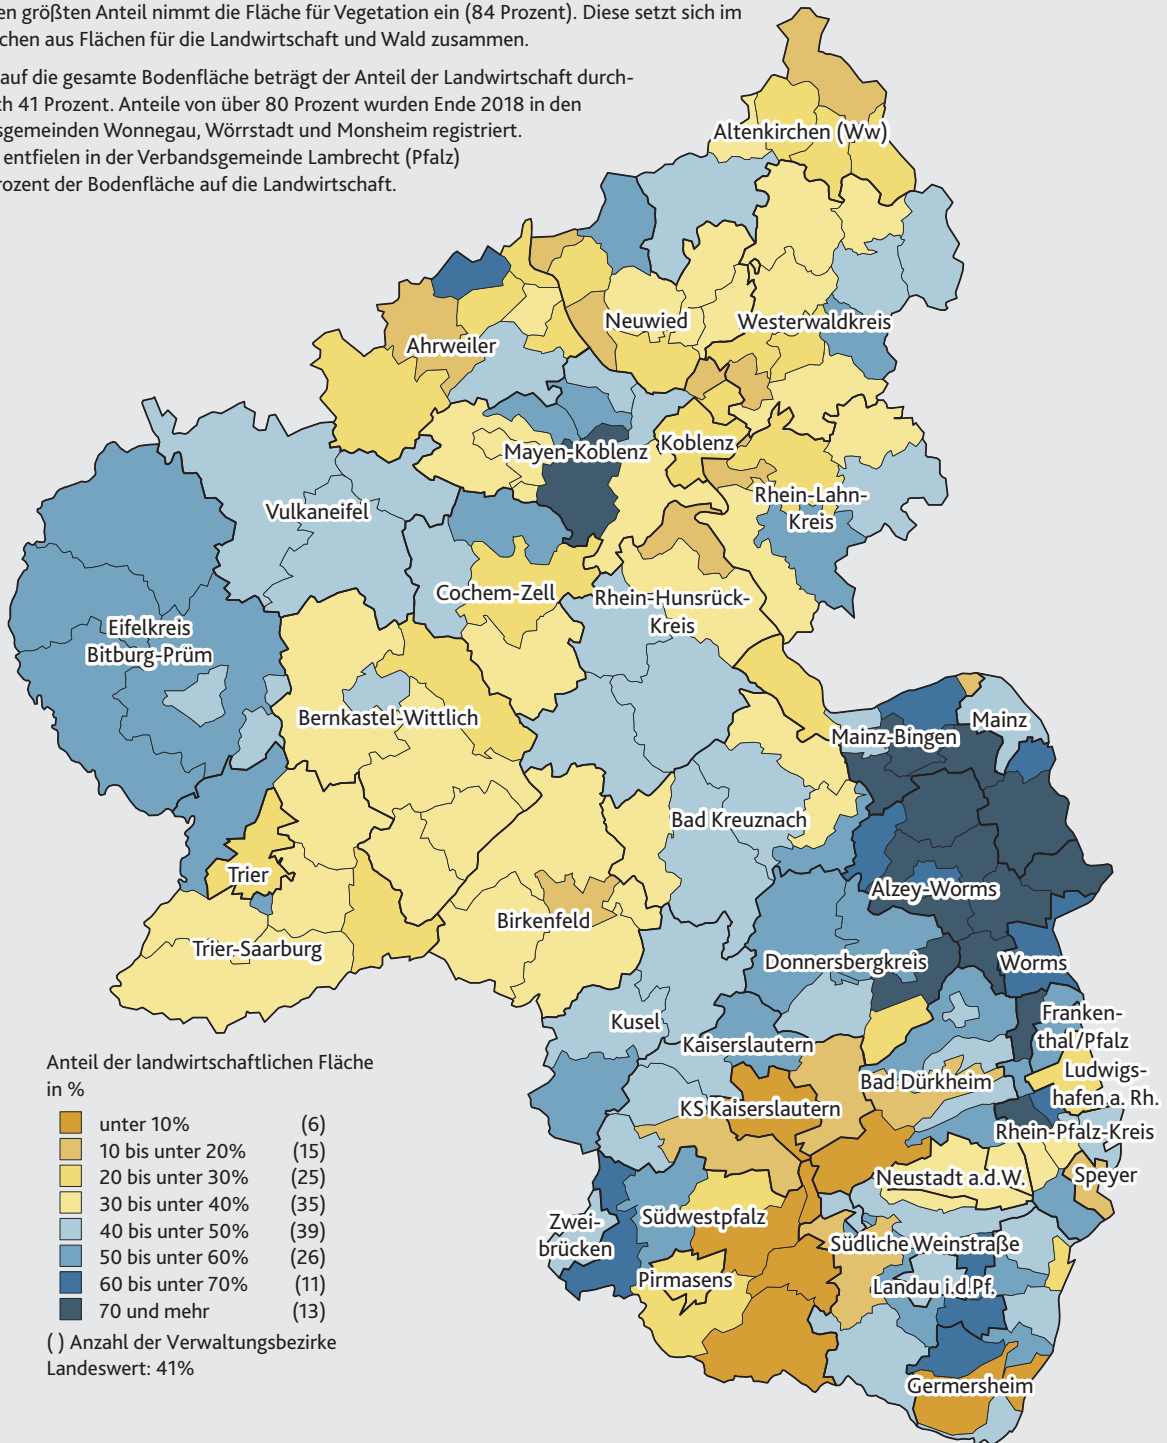 en größten Anteil nimmt die Fläche für Vegetation ein (84 Prozent). Diese setzt sich im
chen aus Flächen für die Landwirtschaft und Wald zusammen.
auf die gesamte Bodenfläche beträgt der Anteil der Landwirtschaft durch-
h 41 Prozent. Anteile von über 80 Prozent wurden Ende 2018 in den
sgemeinden Wonnegau, Wörrstadt und Monsheim registriert.
entfielen in der Verbandsgemeinde Lambrecht (Pfalz)
rozent der Bodenfläche auf die Landwirtschaft.
Altenkirchen (Ww)
Neuwied
Westerwaldkreis
Ahrweiler
Mayen-Koblenz
Koblenz
Rhein-Lahn-
Kreis
Vulkaneifel
Cochem-Zell
Rhein-Hunsrück-
Kreis
Eifelkreis
Bitburg-Prüm
Bernkastel-Wittlich
Mainz
Mainz-Bingen
Bad Kreuznach
Trier
Alzey-Worms
Birkenfeld
Trier-Saarburg
Donnersbergkreis
Worms
Kusel
Franken-
thal/Pfalz
Kaiserslautern
Bad Dürkheim
Ludwigs-
hafen a. Rh.
KS Kaiserslautern
Rhein-Pfalz-Kreis
Neustadt a.d.W.
Speyer
Zwei-
brücken
Südwestpfalz
Südliche Weinstraße
Pirmasens
Landau i.d.Pf.
Germersheim
Anteil der landwirtschaftlichen Fläche
in %
unter 10% (6)
10 bis unter 20% (15)
20 bis unter 30% (25)
30 bis unter 40% (35)
40 bis unter 50% (39)
50 bis unter 60% (26)
60 bis unter 70% (11)
70 und mehr (13)
( ) Anzahl der Verwaltungsbezirke
Landeswert: 41%